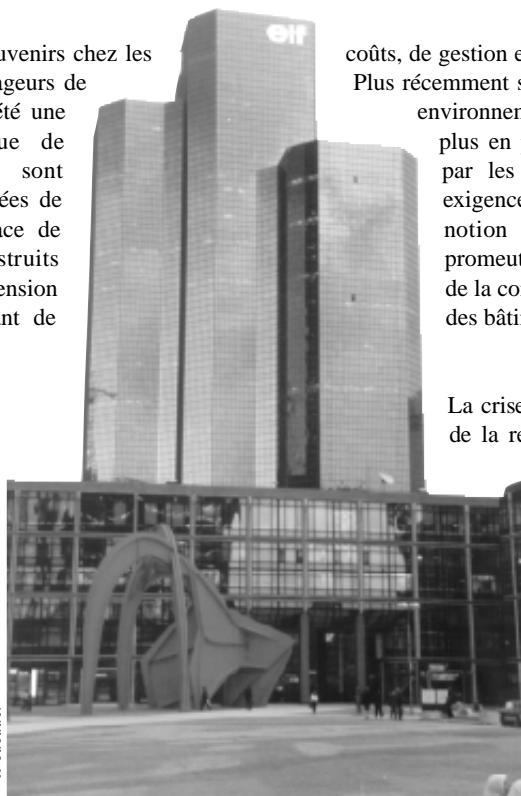 uvenirs chez les
ageurs de
été une
ue de
sont
ées de
ace de
struits
ension
nt de
elf
coûts, de gestion e
Plus récemment s
environnem
plus en
par les
exigence
notion
promeut
de la co
des bâti
La crise
de la re